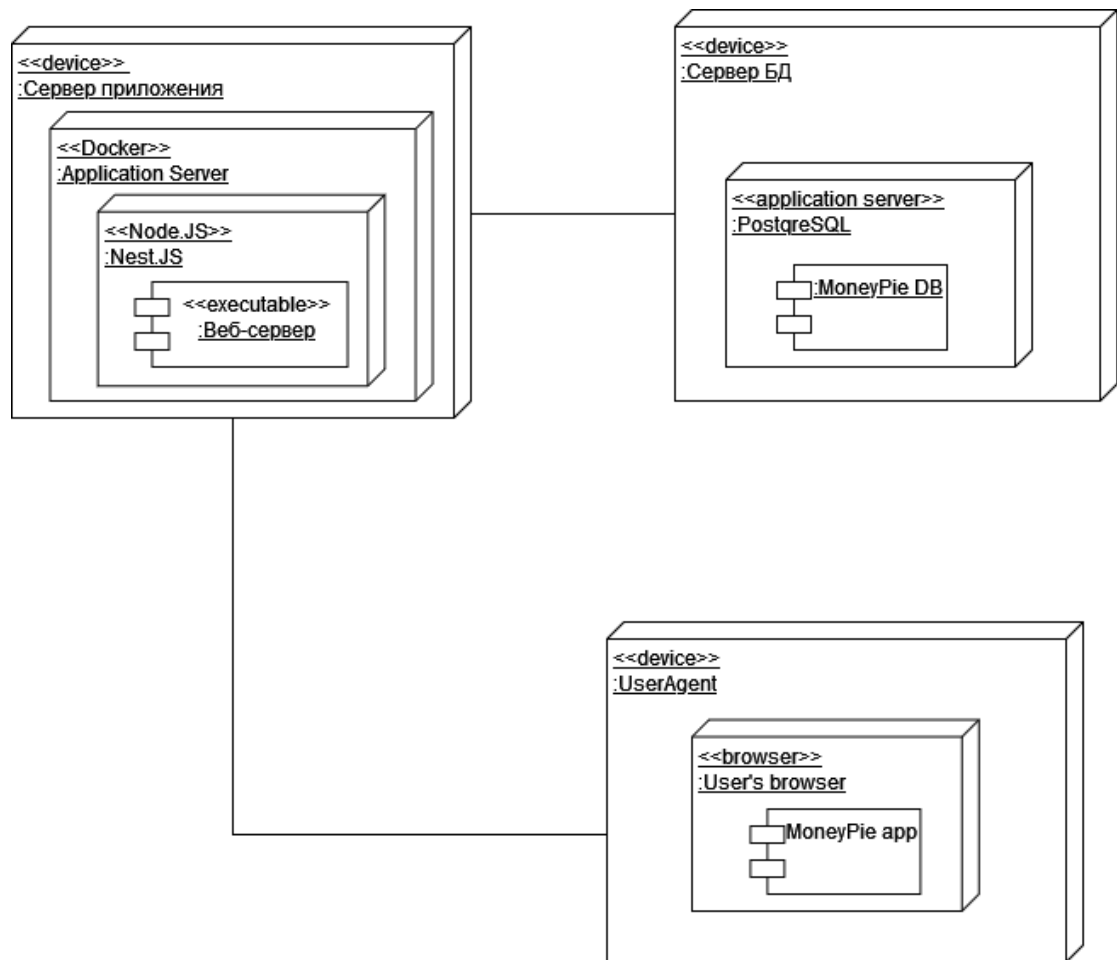 <<device>>
:Сервер приложения
<<Docker>>
:Application Server
<<Node.JS>>
:Nest.JS
<<executable>>
:Веб-сервер
<<device>>
:Сервер БД
<<application server>>
:PostqreSQL
:MoneyPie DB
<<device>>
:UserAgent
<<browser>>
:User's browser
MoneyPie app